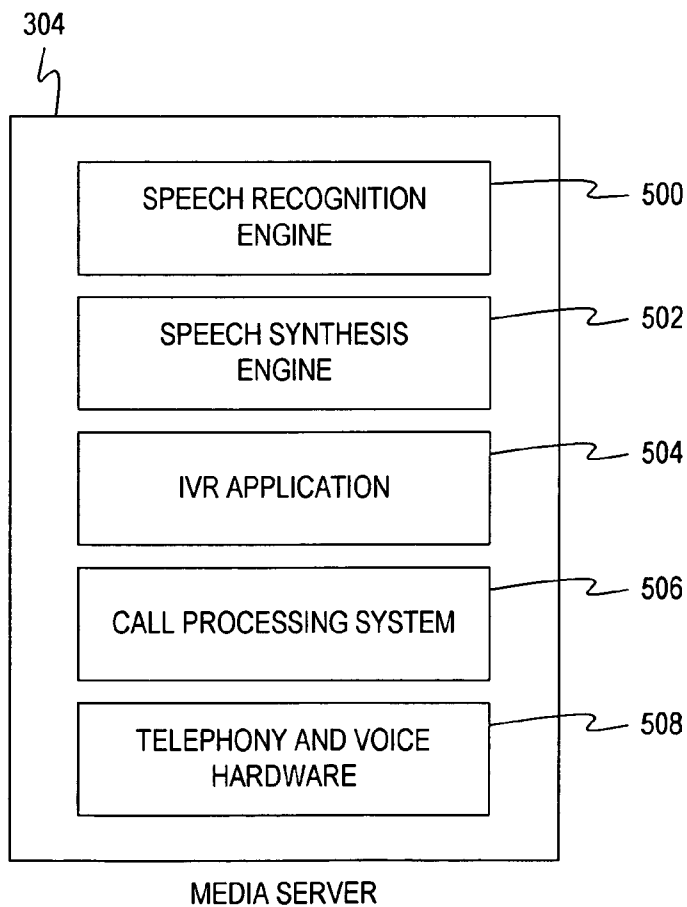 304
SPEECH RECOGNITION
ENGINE
500
SPEECH SYNTHESIS
ENGINE
502
IVR APPLICATION
504
CALL PROCESSING SYSTEM
506
TELEPHONY AND VOICE
HARDWARE
508
MEDIA SERVER